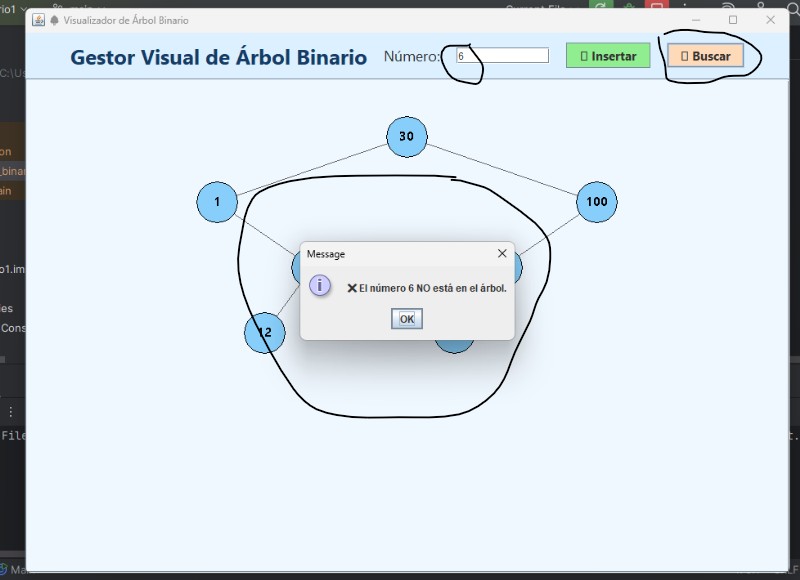 Visualizador de Árbol Binario
Gestor Visual de Árbol Binario
Número:
6
Insertar
Buscar
30
1
100
Message
El número 6 NO está en el árbol.
OK
12